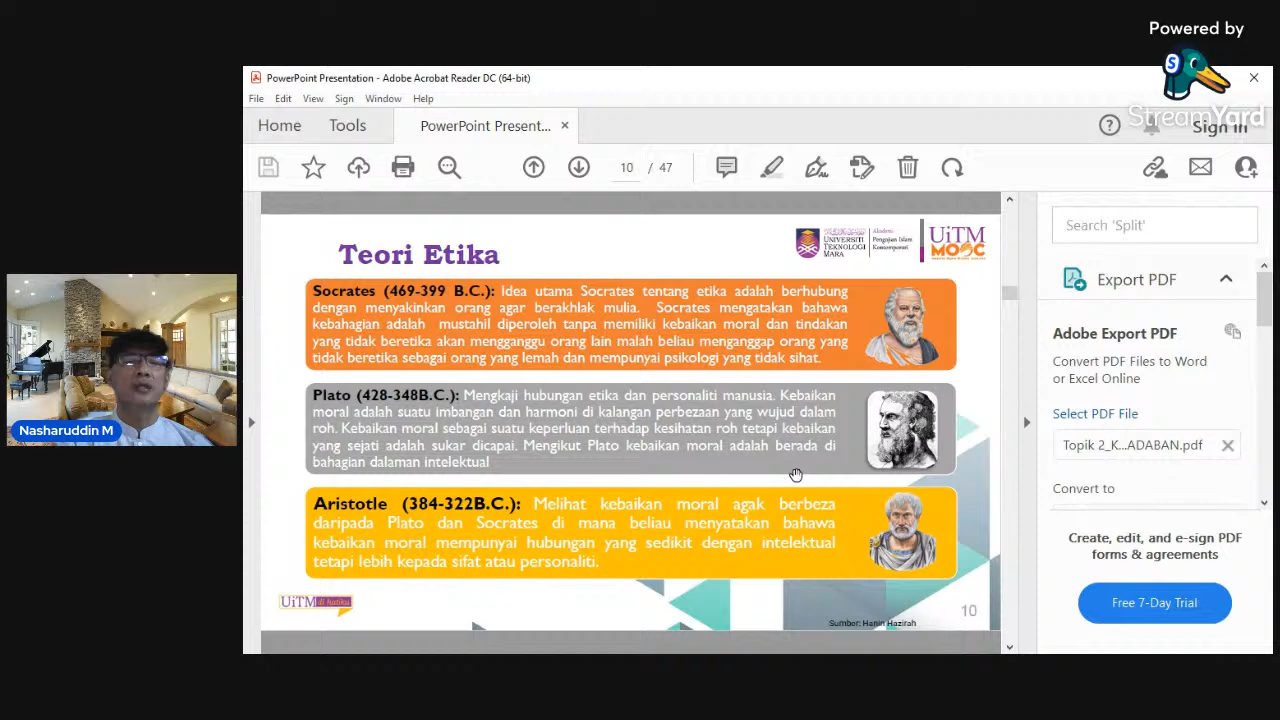 Powered by
StreamYard
PowerPoint Presentation - Adobe Acrobat Reader DC (64-bit)
File Edit View Sign Window Help
Home Tools PowerPoint Present... Sign In
10 / 47
Search 'Split'
Teori Etika
UNIVERSITI TEKNOLOGI MARA
Akademi Pengajian Islam Kontemporari
UiTM MOOC
Socrates (469-399 B.C.): Idea utama Socrates tentang etika adalah berhubung
dengan menyakinkan orang agar berakhlak mulia. Socrates mengatakan bahawa
kebahagian adalah mustahil diperoleh tanpa memiliki kebaikan moral dan tindakan
yang tidak beretika akan mengganggu orang lain malah beliau menganggap orang yang
tidak beretika sebagai orang yang lemah dan mempunyai psikologi yang tidak sihat.
Plato (428-348B.C.): Mengkaji hubungan etika dan personaliti manusia. Kebaikan
moral adalah suatu imbangan dan harmoni di kalangan perbezaan yang wujud dalam
roh. Kebaikan moral sebagai suatu keperluan terhadap kesihatan roh tetapi kebaikan
yang sejati adalah sukar dicapai. Mengikut Plato kebaikan moral adalah berada di
bahagian dalaman intelektual
Aristotle (384-322B.C.): Melihat kebaikan moral agak berbeza
daripada Plato dan Socrates di mana beliau menyatakan bahawa
kebaikan moral mempunyai hubungan yang sedikit dengan intelektual
tetapi lebih kepada sifat atau personaliti.
UiTM di hatiku
Sumber: Hanin Hazirah
10
Export PDF
Adobe Export PDF
Convert PDF Files to Word
or Excel Online
Select PDF File
Topik 2_K...ADABAN.pdf
Convert to
Create, edit, and e-sign PDF
forms & agreements
Free 7-Day Trial
Nasharuddin M